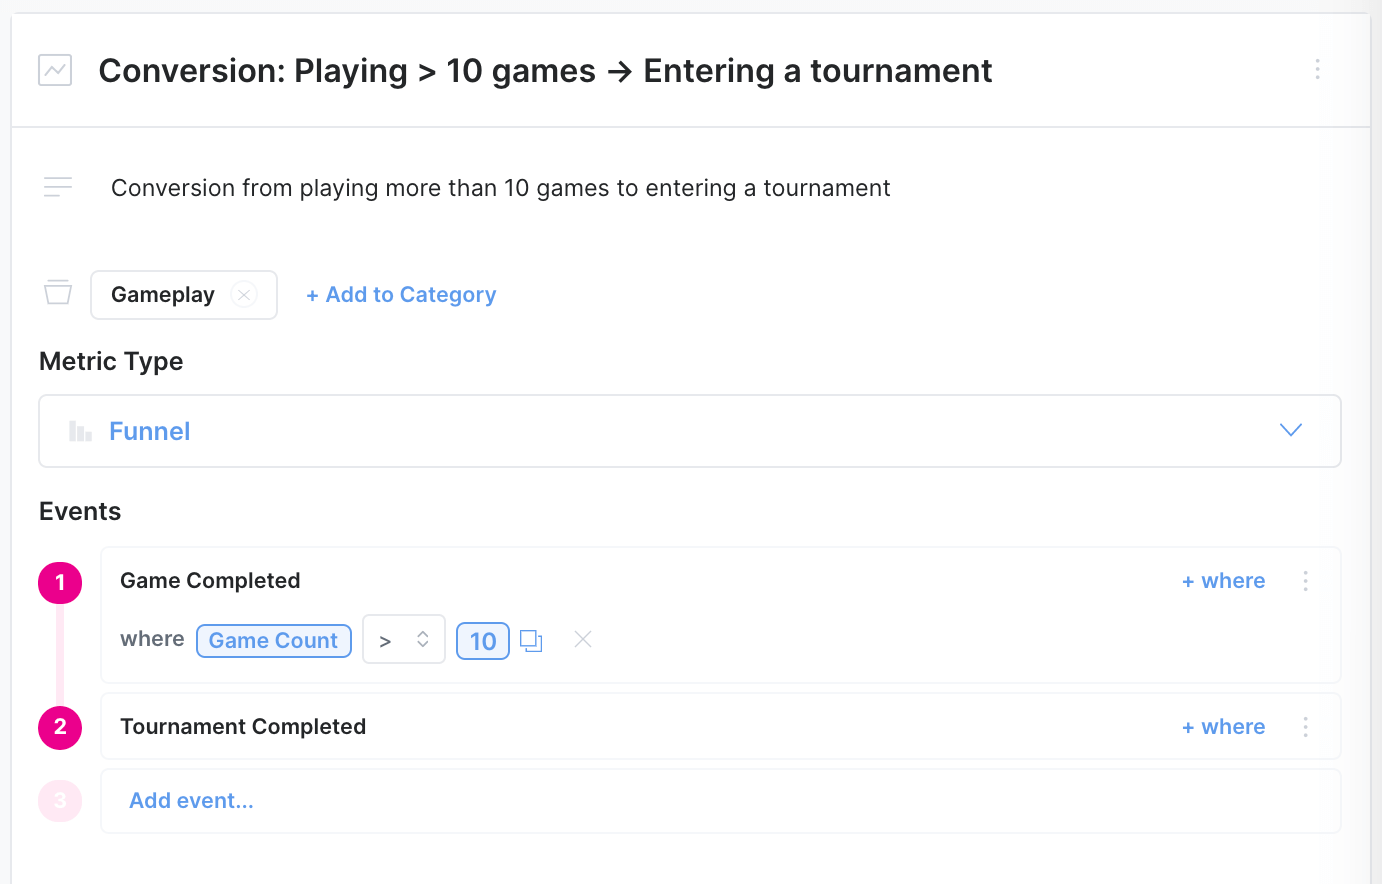 Conversion: Playing > 10 games → Entering a tournament
Conversion from playing more than 10 games to entering a tournament
Gameplay + Add to Category
Metric Type
Funnel
Events
1 Game Completed + where
where Game Count > 10
2 Tournament Completed + where
3 Add event...